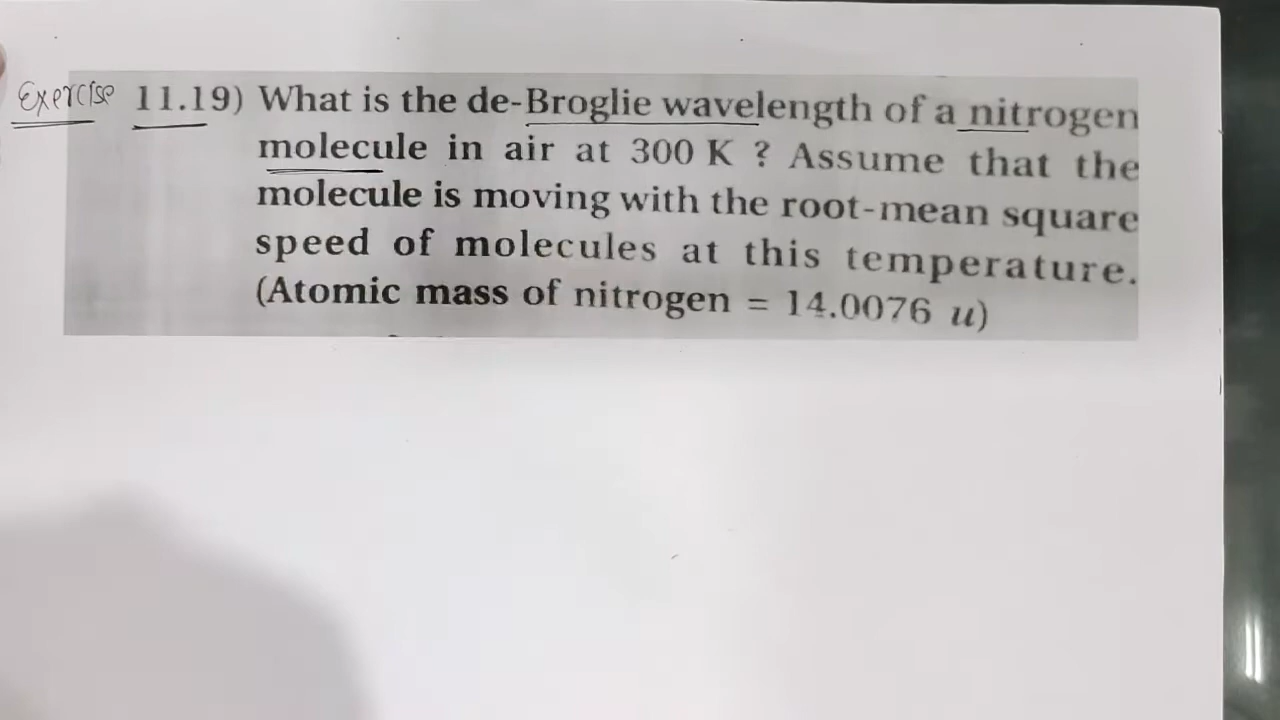 Exercise 11.19) What is the de-Broglie wavelength of a nitrogen
molecule in air at 300 K ? Assume that the
molecule is moving with the root-mean square
speed of molecules at this temperature.
(Atomic mass of nitrogen = 14.0076 u)